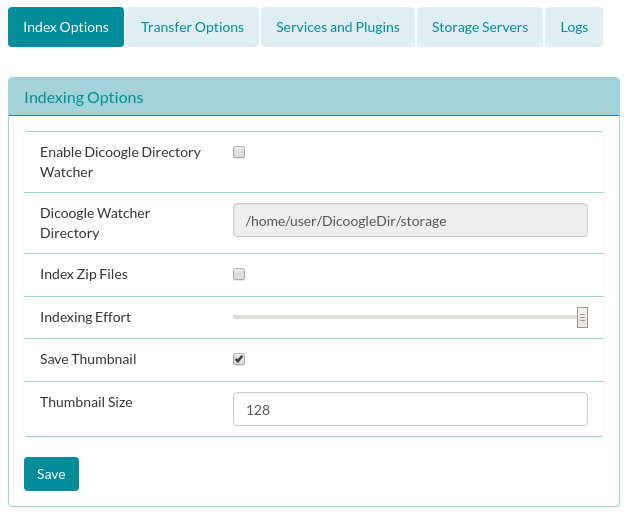 Index Options Transfer Options Services and Plugins Storage Servers Logs
Indexing Options
Enable Dicoogle Directory
Watcher
Dicoogle Watcher
Directory
/home/user/DicoogleDir/storage
Index Zip Files
Indexing Effort
Save Thumbnail
Thumbnail Size
128
Save